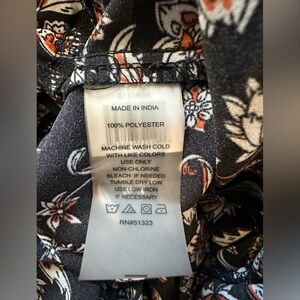 MADE IN INDIA
100% POLYESTER
MACHINE WASH COLD
WITH LIKE COLORS
USE ONLY
NON-CHLORINE
BLEACH IF NEEDED
TUMBLE DRY LOW
USE LOW IRON
IF NECESSARY
RN#51323